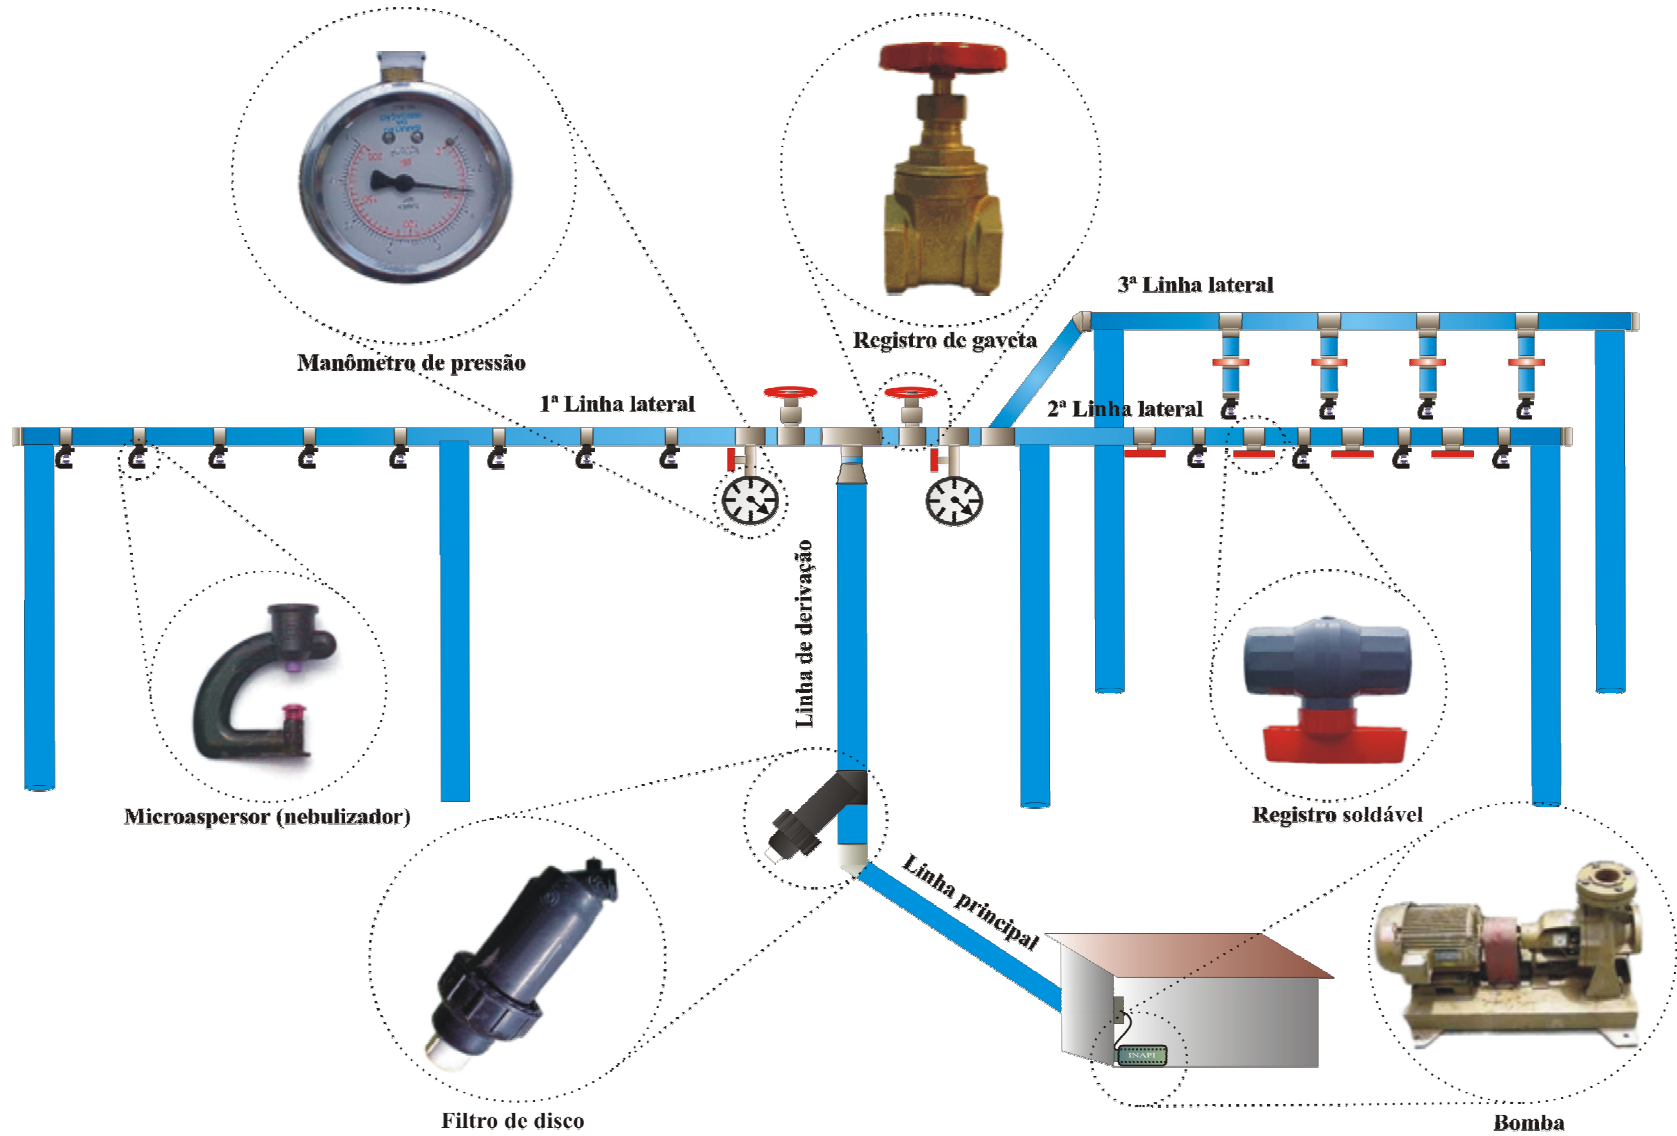 Manômetro de pressão
Registro de gaveta
3ª Linha lateral
1ª Linha lateral
2ª Linha lateral
Linha de derivação
Microaspersor (nebulizador)
Registro soldável
Linha principal
INAPI
Filtro de disco
Bomba